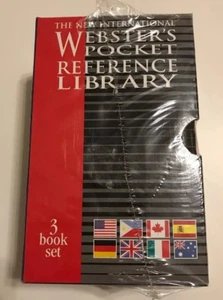 THE NEW INTERNATIONAL
WEBSTER'S
POCKET
REFERENCE
LIBRARY
3
book
set